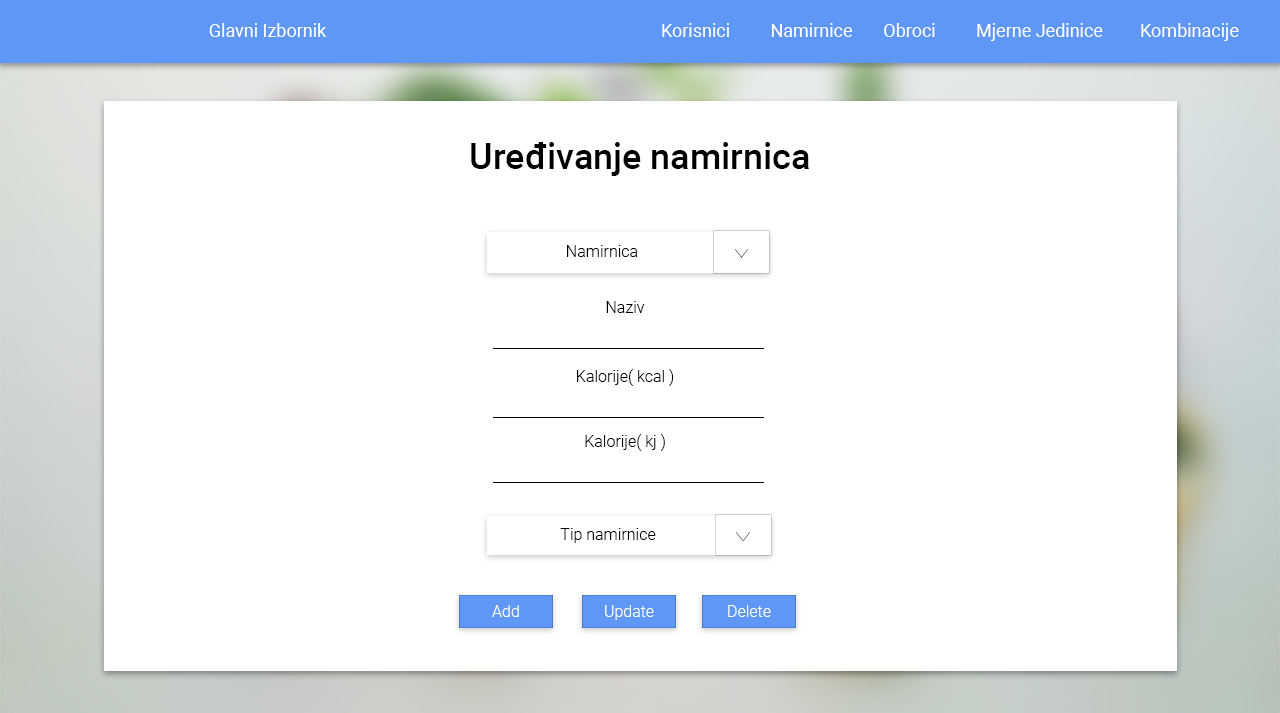 Glavni Izbornik Korisnici Namirnice Obroci Mjerne Jedinice Kombinacije
Uređivanje namirnica
Namirnica
Naziv
Kalorije( kcal )
Kalorije( kj )
Tip namirnice
Add Update Delete